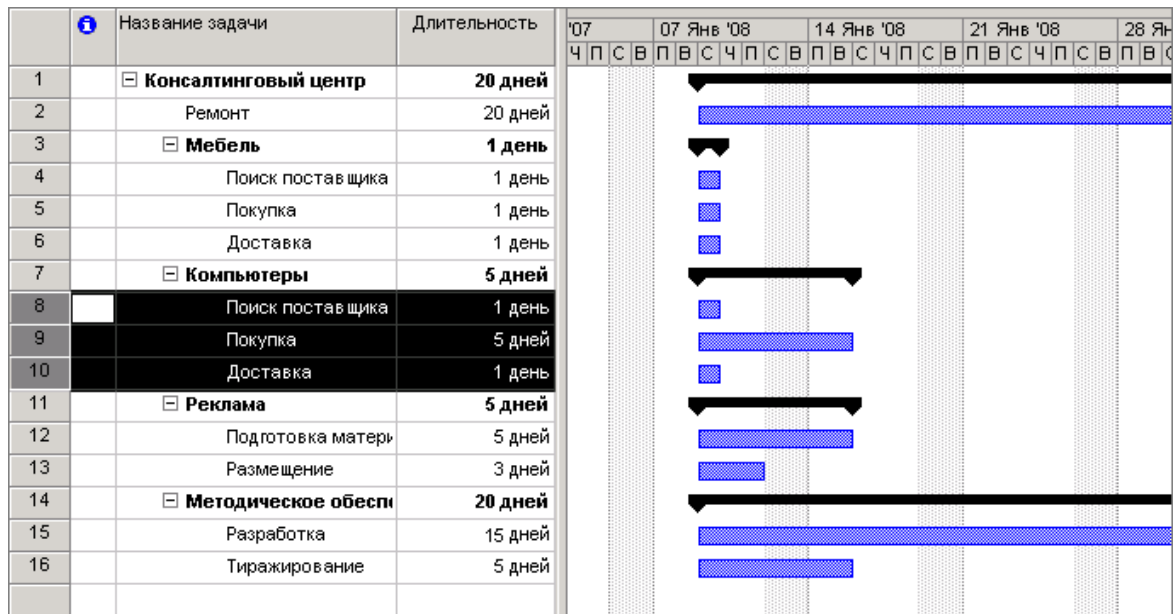 Название задачи Длительность '07 07 Янв '08 14 Янв '08 21 Янв '08 28 Ян
Ч П С В П В С Ч П С В П В С Ч П С В П В С Ч П С В П В С
1 Консалтинговый центр 20 дней
2 Ремонт 20 дней
3 Мебель 1 день
4 Поиск поставщика 1 день
5 Покупка 1 день
6 Доставка 1 день
7 Компьютеры 5 дней
8 Поиск поставщика 1 день
9 Покупка 5 дней
10 Доставка 1 день
11 Реклама 5 дней
12 Подготовка матери 5 дней
13 Размещение 3 дней
14 Методическое обеспе 20 дней
15 Разработка 15 дней
16 Тиражирование 5 дней